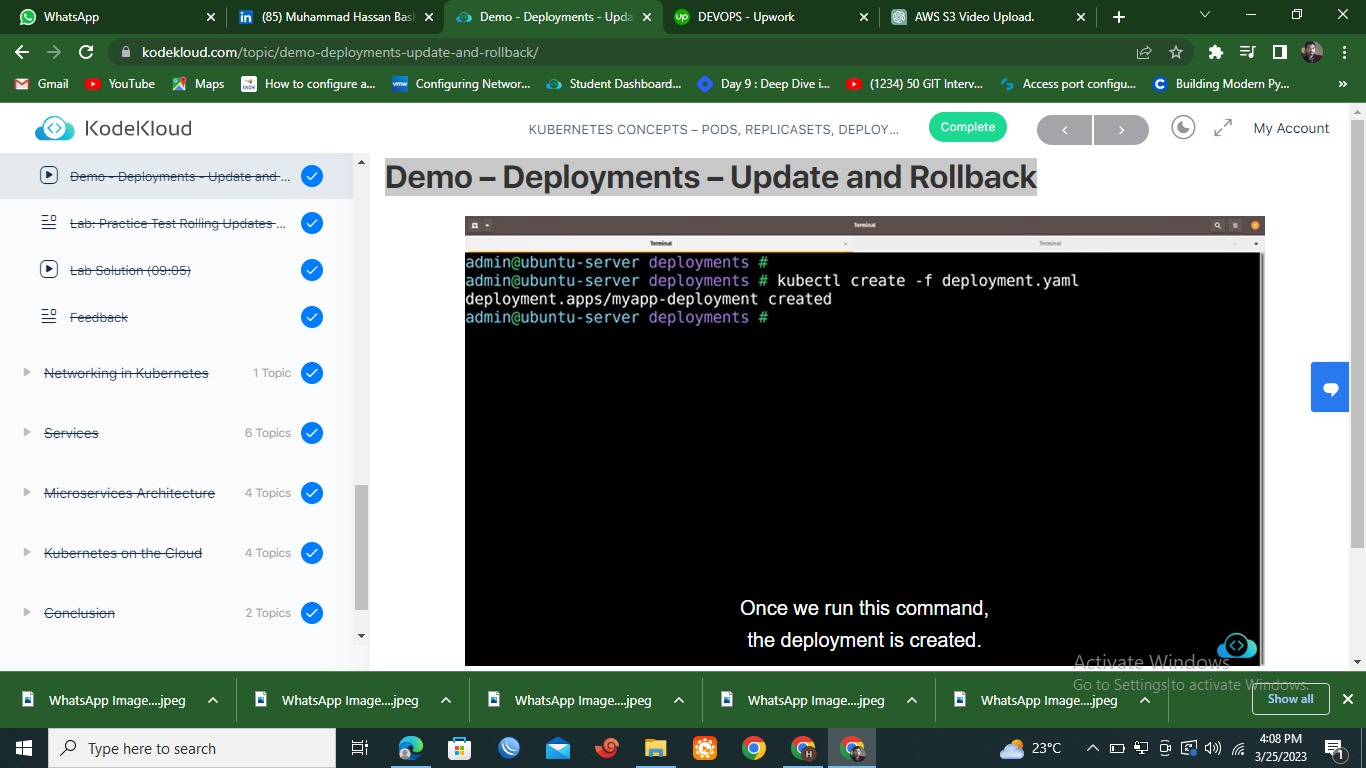 WhatsApp
(85) Muhammad Hassan Bas
Demo - Deployments - Upda
DEVOPS - Upwork
AWS S3 Video Upload.
kodekloud.com/topic/demo-deployments-update-and-rollback/
Gmail
YouTube
Maps
How to configure a...
Configuring Networ...
Student Dashboard...
Day 9 : Deep Dive i...
(1234) 50 GIT Interv...
Access port configu...
Building Modern Py...
KodeKloud
KUBERNETES CONCEPTS – PODS, REPLICASETS, DEPLOY...
Complete
My Account
Demo - Deployments - Update and ...
Lab: Practice Test Rolling Updates ...
Lab Solution (09:05)
Feedback
Networking in Kubernetes 1 Topic
Services 6 Topics
Microservices Architecture 4 Topics
Kubernetes on the Cloud 4 Topics
Conclusion 2 Topics
Demo – Deployments – Update and Rollback
Terminal
Terminal
Terminal
admin@ubuntu-server deployments #
admin@ubuntu-server deployments # kubectl create -f deployment.yaml
deployment.apps/myapp-deployment created
admin@ubuntu-server deployments #
Once we run this command,
the deployment is created.
Activate Windows
Go to Settings to activate Windows.
WhatsApp Image....jpeg
WhatsApp Image....jpeg
WhatsApp Image....jpeg
WhatsApp Image....jpeg
WhatsApp Image....jpeg
Show all
Type here to search
23°C
4:08 PM
3/25/2023
1